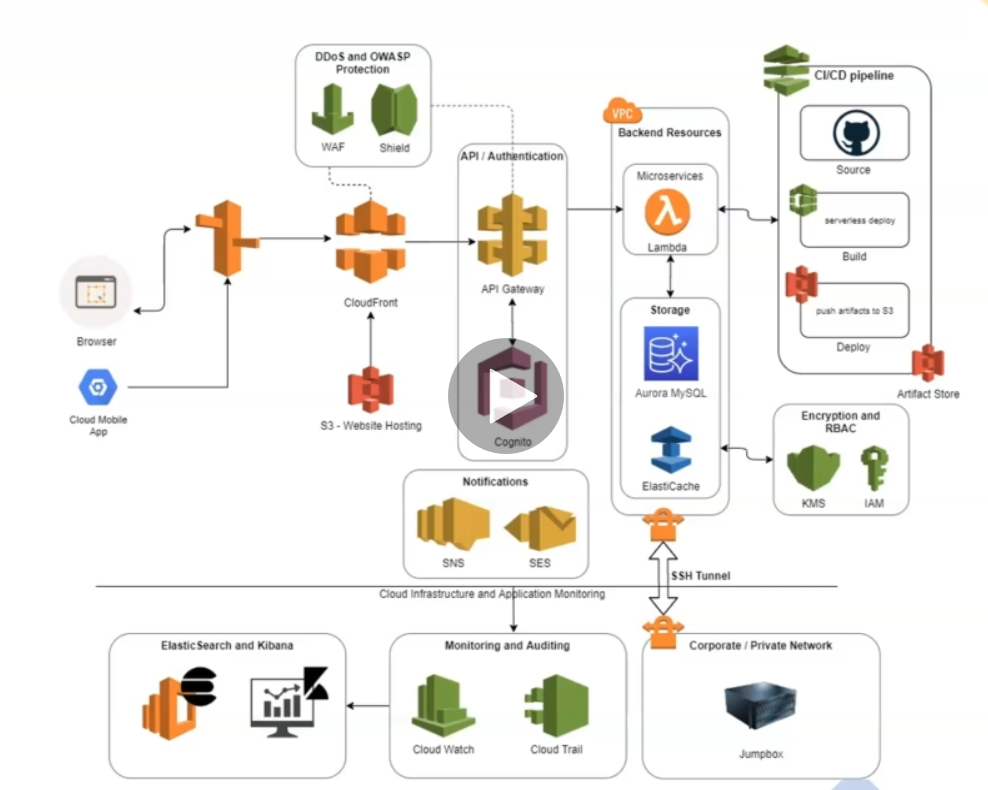 DDoS and OWASP
Protection
WAF
Shield
API / Authentication
API Gateway
Cognito
CloudFront
S3 - Website Hosting
Browser
Cloud Mobile
App
VPC
Backend Resources
Microservices
Lambda
Storage
Aurora MySQL
ElastiCache
CI/CD pipeline
Source
serverless deploy
Build
push artifacts to S3
Deploy
Artifact Store
Encryption and
RBAC
KMS
IAM
Notifications
SNS
SES
SSH Tunnel
Cloud Infrastructure and Application Monitoring
ElasticSearch and Kibana
Monitoring and Auditing
Cloud Watch
Cloud Trail
Corporate / Private Network
Jumpbox